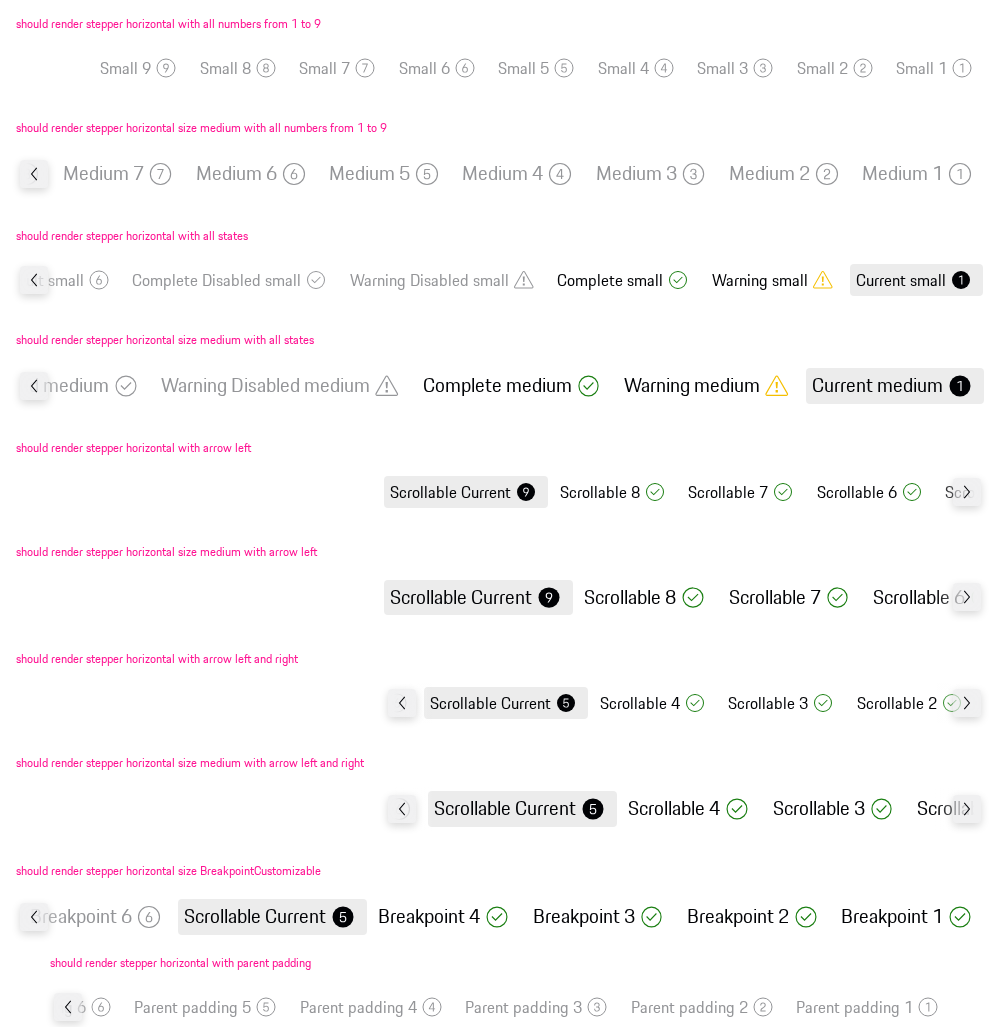 should render stepper horizontal with all numbers from 1 to 9
Small 9 9 Small 8 8 Small 7 7 Small 6 6 Small 5 5 Small 4 4 Small 3 3 Small 2 2 Small 1 1
should render stepper horizontal size medium with all numbers from 1 to 9
Medium 7 7 Medium 6 6 Medium 5 5 Medium 4 4 Medium 3 3 Medium 2 2 Medium 1 1
should render stepper horizontal with all states
small 6 Complete Disabled small Warning Disabled small Complete small Warning small Current small 1
should render stepper horizontal size medium with all states
medium Warning Disabled medium Complete medium Warning medium Current medium 1
should render stepper horizontal with arrow left
Scrollable Current 9 Scrollable 8 Scrollable 7 Scrollable 6
should render stepper horizontal size medium with arrow left
Scrollable Current 9 Scrollable 8 Scrollable 7 Scrollable 6
should render stepper horizontal with arrow left and right
Scrollable Current 5 Scrollable 4 Scrollable 3 Scrollable 2
should render stepper horizontal size medium with arrow left and right
Scrollable Current 5 Scrollable 4 Scrollable 3
should render stepper horizontal size BreakpointCustomizable
Breakpoint 6 6 Scrollable Current 5 Breakpoint 4 Breakpoint 3 Breakpoint 2 Breakpoint 1
should render stepper horizontal with parent padding
6 6 Parent padding 5 5 Parent padding 4 4 Parent padding 3 3 Parent padding 2 2 Parent padding 1 1